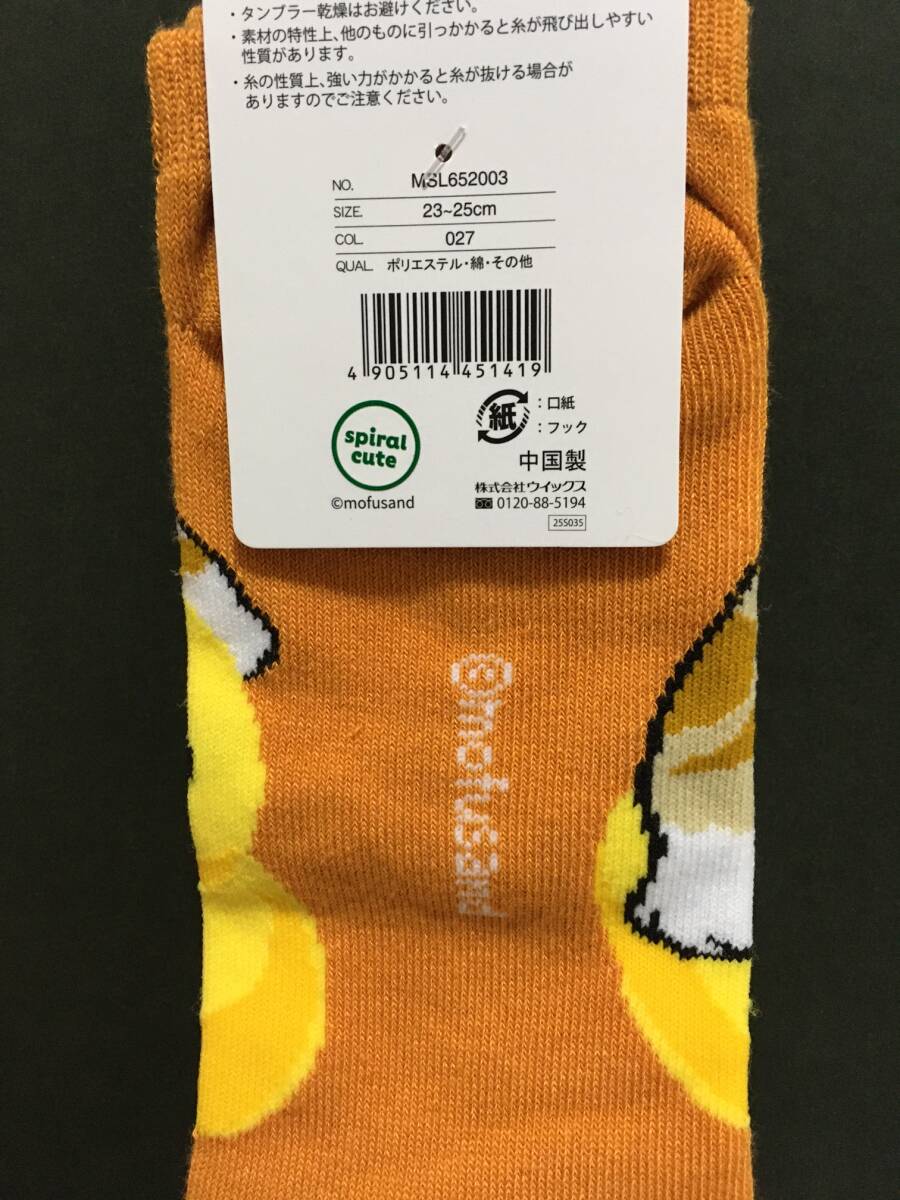 ・タンブラー乾燥はお避けください。
・素材の特性上、他のものに引っかかると糸が飛び出しやすい
性質があります。
・糸の性質上、強い力がかかると糸が抜ける場合が
ありますのでご注意ください。
NO. MSL652003
SIZE. 23~25cm
COL. 027
QUAL. ポリエステル・綿・その他
4 905114 451419
spiral
cute
©mofusand
紙
:口紙
:フック
中国製
株式会社ウイックス
0120-88-5194
25S035
©mofusand